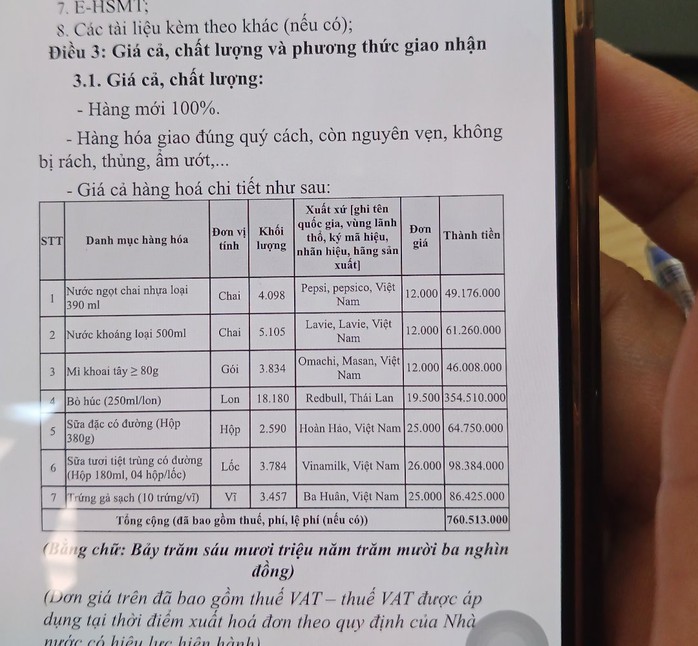 7. E-HSMT;
8. Các tài liệu kèm theo khác (nếu có);
Điều 3: Giá cả, chất lượng và phương thức giao nhận
3.1. Giá cả, chất lượng:
- Hàng mới 100%.
- Hàng hóa giao đúng quý cách, còn nguyên vẹn, không
bị rách, thủng, ẩm ướt,...
- Giá cả hàng hoá chi tiết như sau:
STT Danh mục hàng hóa Đơn vị tính Khối lượng Xuất xứ [ghi tên quốc gia, vùng lãnh thổ, ký mã hiệu, nhãn hiệu, hãng sản xuất] Đơn giá Thành tiền
1 Nước ngọt chai nhựa loại 390 ml Chai 4.098 Pepsi, pepsico, Việt Nam 12.000 49.176.000
2 Nước khoáng loại 500ml Chai 5.105 Lavie, Lavie, Việt Nam 12.000 61.260.000
3 Mì khoai tây ≥ 80g Gói 3.834 Omachi, Masan, Việt Nam 12.000 46.008.000
4 Bò húc (250ml/lon) Lon 18.180 Redbull, Thái Lan 19.500 354.510.000
5 Sữa đặc có đường (Hộp 380g) Hộp 2.590 Hoàn Hảo, Việt Nam 25.000 64.750.000
6 Sữa tươi tiệt trùng có đường (Hộp 180ml, 04 hộp/lốc) Lốc 3.784 Vinamilk, Việt Nam 26.000 98.384.000
7 Trứng gà sạch (10 trứng/vĩ) Vĩ 3.457 Ba Huân, Việt Nam 25.000 86.425.000
Tổng cộng (đã bao gồm thuế, phí, lệ phí (nếu có)) 760.513.000
(Bằng chữ: Bảy trăm sáu mươi triệu năm trăm mười ba nghìn
đồng)
(Đơn giá trên đã bao gồm thuế VAT – thuế VAT được áp
dụng tại thời điểm xuất hoá đơn theo quy định của Nhà
nước có hiệu lực hiện hành)